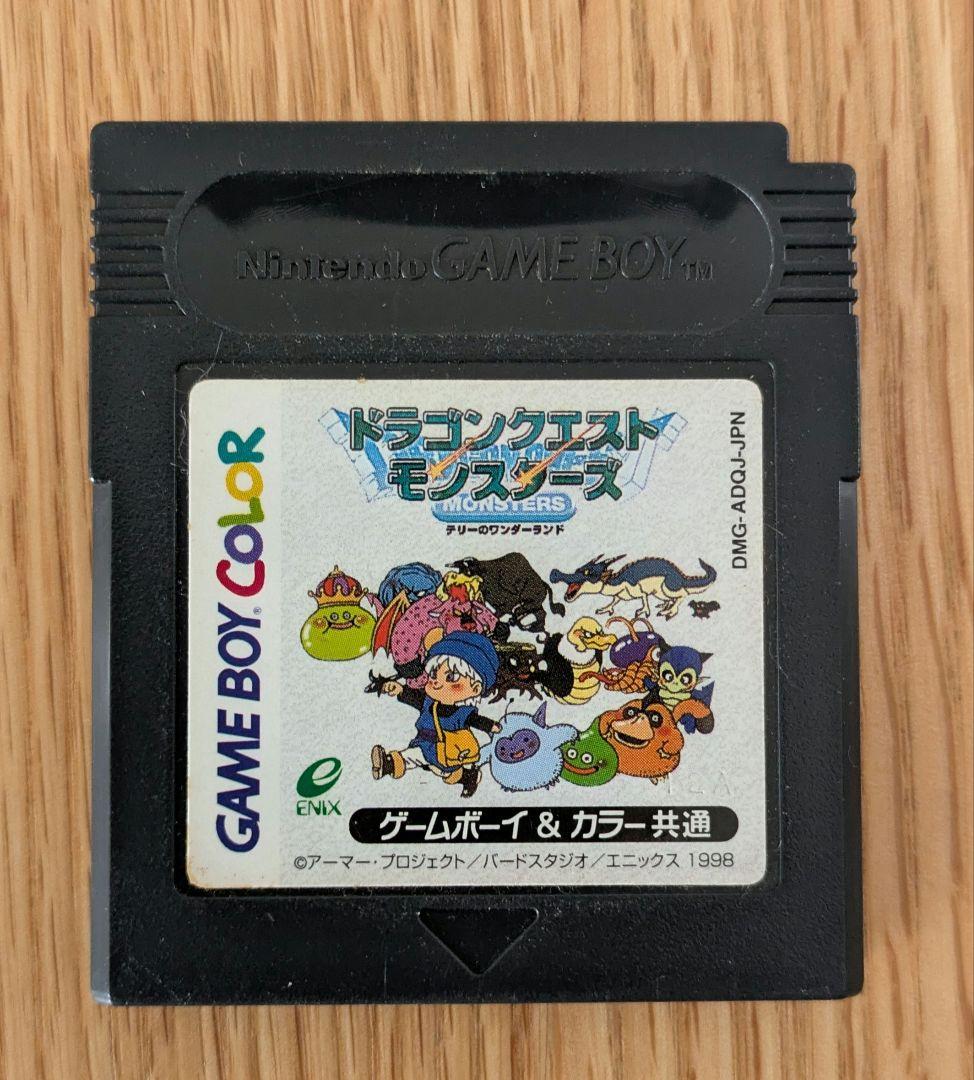 Nintendo GAME BOY TM
ドラゴンクエスト
モンスターズ
MONSTERS
テリーのワンダーランド
DMG-ADQJ-JPN
GAME BOY® COLOR
e
ENIX
12A
ゲームボーイ & カラー共通
©アーマー・プロジェクト/バードスタジオ/エニックス 1998